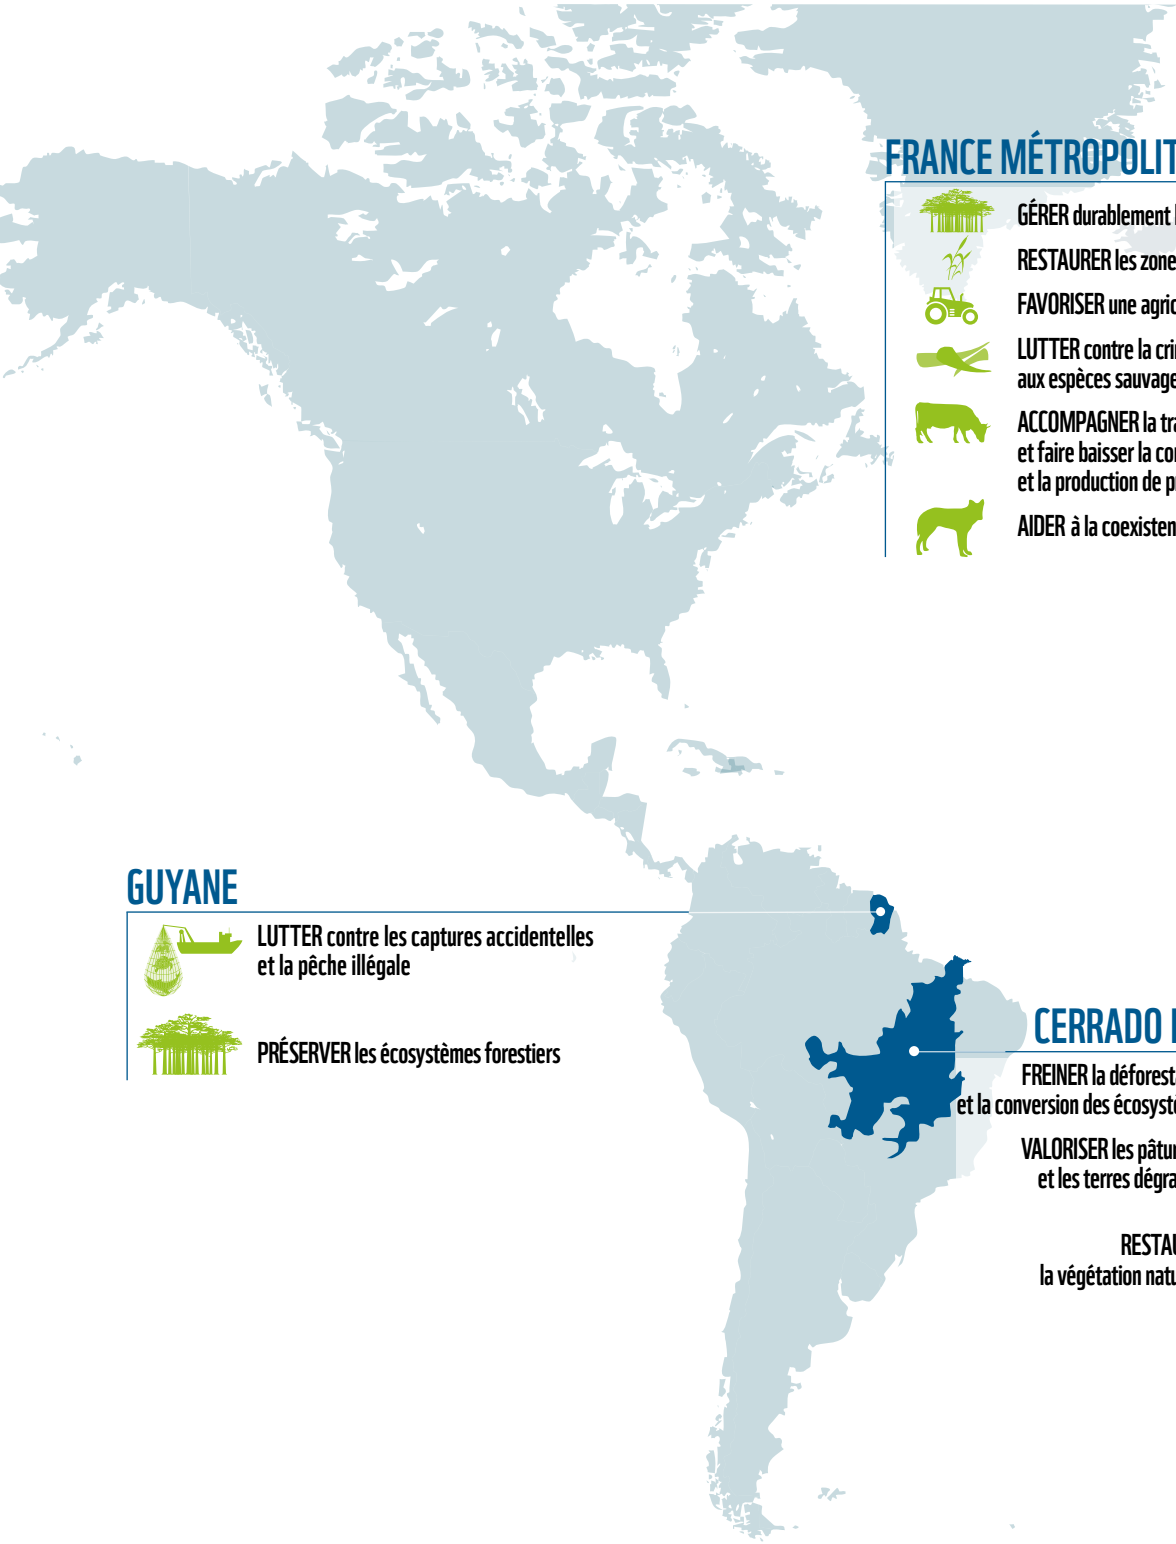 FRANCE MÉTROPOLIT
GÉRER durablement
RESTAURER les zone
FAVORISER une agric
LUTTER contre la cri
aux espèces sauvage
ACCOMPAGNER la tra
et faire baisser la co
et la production de p
AIDER à la coexisten
GUYANE
LUTTER contre les captures accidentelles
et la pêche illégale
PRÉSERVER les écosystèmes forestiers
CERRADO
FREINER la déforest
et la conversion des écosyst
VALORISER les pâtur
et les terres dégra
RESTAU
la végétation natu